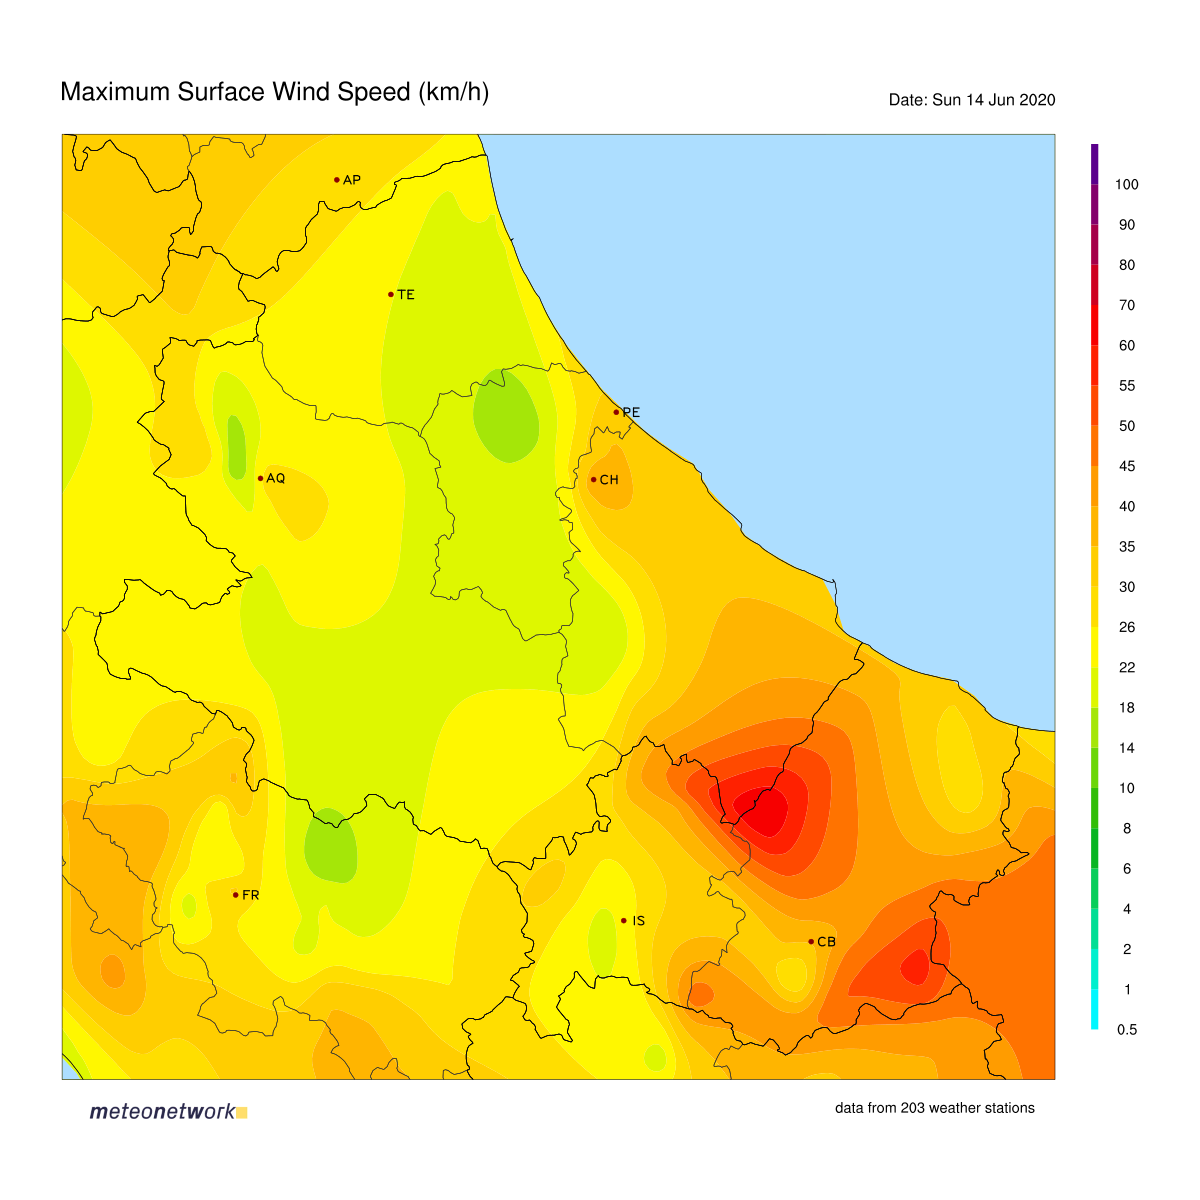 Maximum Surface Wind Speed (km/h)
Date: Sun 14 Jun 2020
AP
TE
PE
AQ
CH
FR
IS
CB
100
90
80
70
60
55
50
45
40
35
30
26
22
18
14
10
8
6
4
2
1
0.5
meteonetwork
data from 203 weather stations